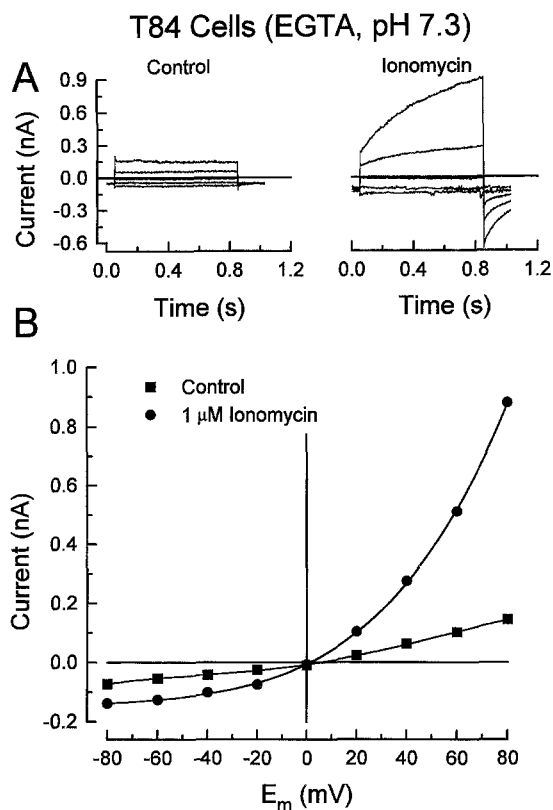 T84 Cells (EGTA, pH 7.3)
A
Control
Ionomycin
Current (nA)
0.9
0.6
0.3
0.0
-0.3
-0.6
0.0 0.4 0.8 1.2
0.0 0.4 0.8 1.2
Time (s)
Time (s)
B
Control
1 μM Ionomycin
Current (nA)
1.0
0.8
0.6
0.4
0.2
0.0
-0.2
-80 -60 -40 -20 0 20 40 60 80
Em (mV)